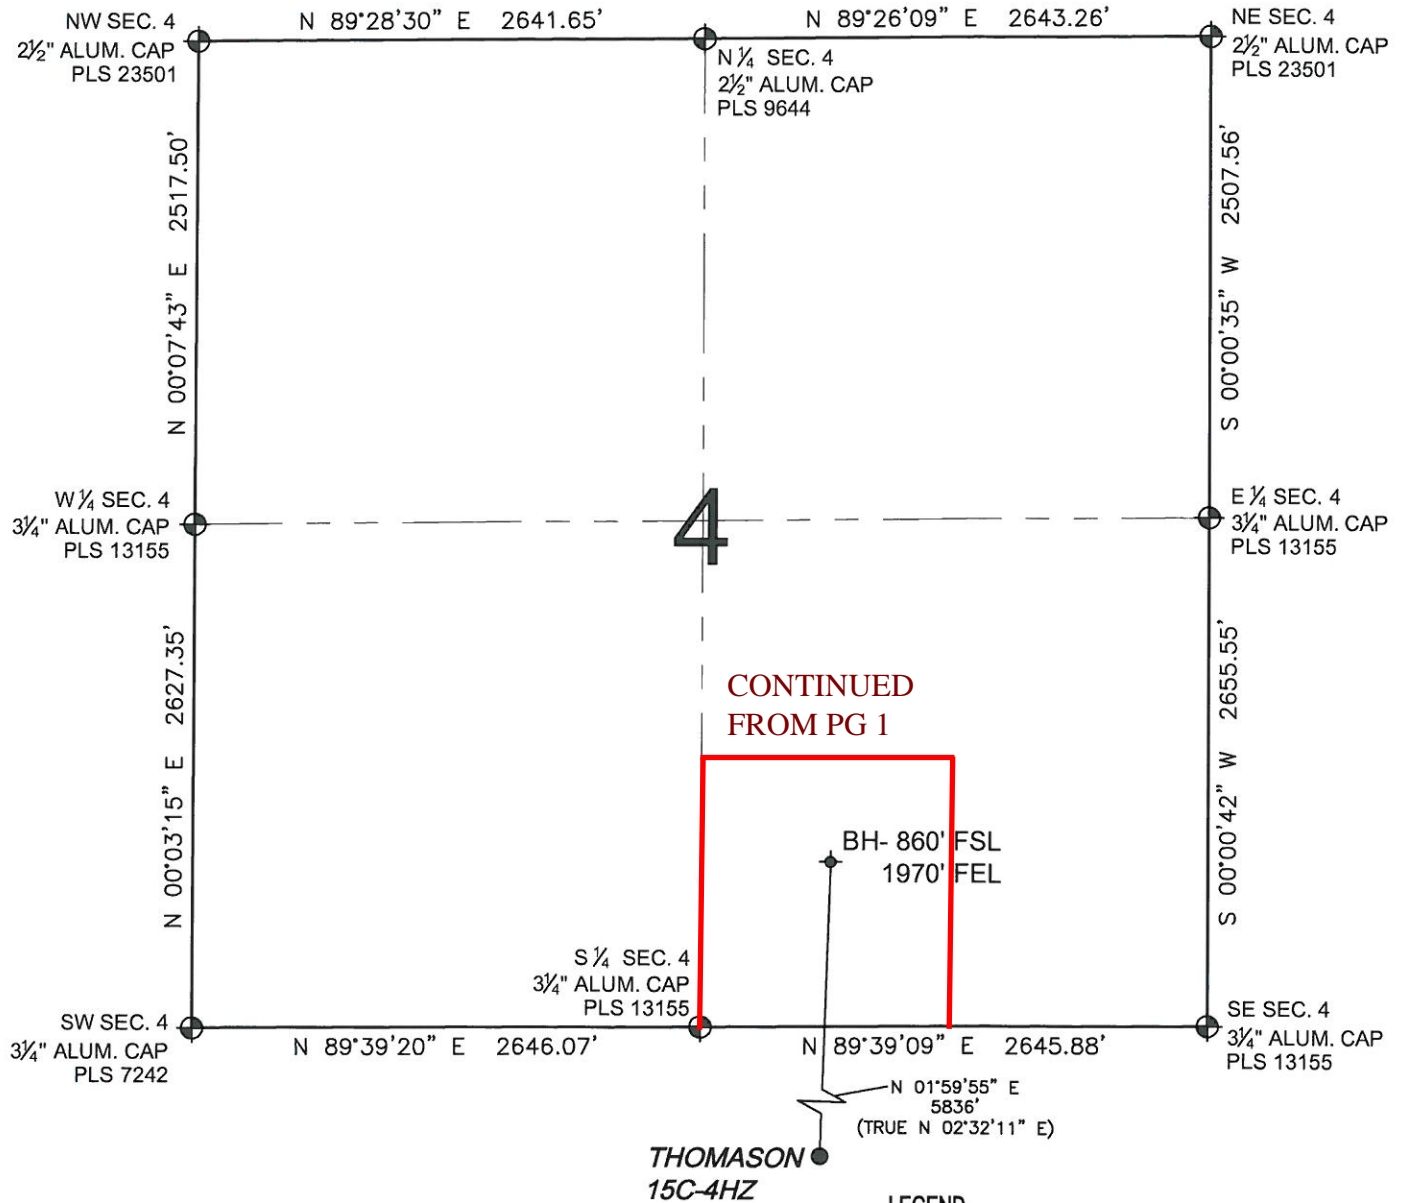 NW SEC. 4
2½" ALUM. CAP
PLS 23501
N 89°28'30" E 2641.65'
N 89°26'09" E 2643.26'
NE SEC. 4
2½" ALUM. CAP
PLS 23501
N ¼ SEC. 4
2½" ALUM. CAP
PLS 9644
N 00°07'43" E 2517.50'
S 00°00'35" W 2507.56'
W ¼ SEC. 4
3¼" ALUM. CAP
PLS 13155
4
E ¼ SEC. 4
3¼" ALUM. CAP
PLS 13155
N 00°03'15" E 2627.35'
S 00°00'42" W 2655.55'
CONTINUED
FROM PG 1
BH- 860' FSL
1970' FEL
S ¼ SEC. 4
3¼" ALUM. CAP
PLS 13155
SW SEC. 4
3¼" ALUM. CAP
PLS 7242
N 89°39'20" E 2646.07'
N 89°39'09" E 2645.88'
SE SEC. 4
3¼" ALUM. CAP
PLS 13155
N 01°59'55" E
5836'
(TRUE N 02°32'11" E)
THOMASON
15C-4HZ
LEGEND